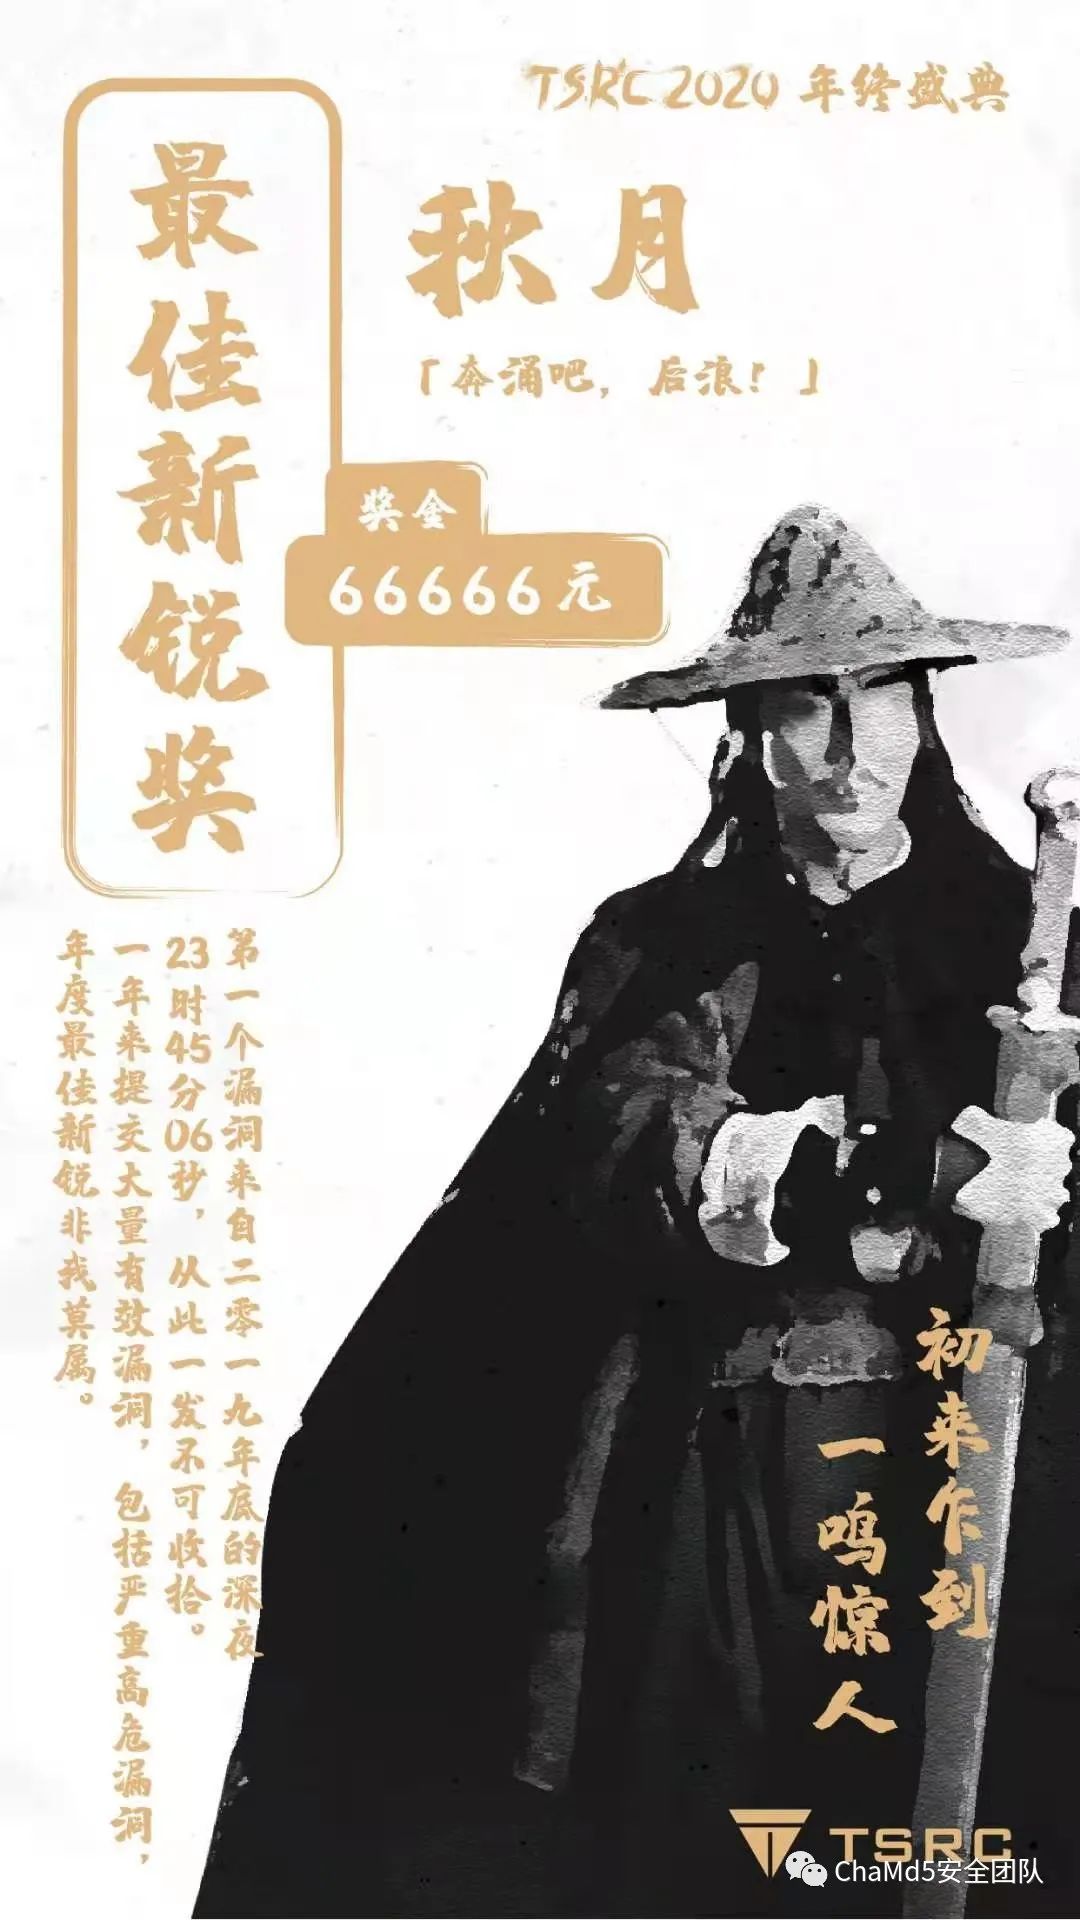 TSRC 2020 年终盛典
最佳新锐奖
秋月
「奔涌吧，后浪！」
奖金
66666元
第一个漏洞来自二零一九年底的深夜
23时45分06秒，从此一发不可收拾。
一年来提交大量有效漏洞，包括严重高危漏洞，
年度最佳新锐非我莫属。
初来乍到
一鸣惊人
TSRC
ChaMd5安全团队